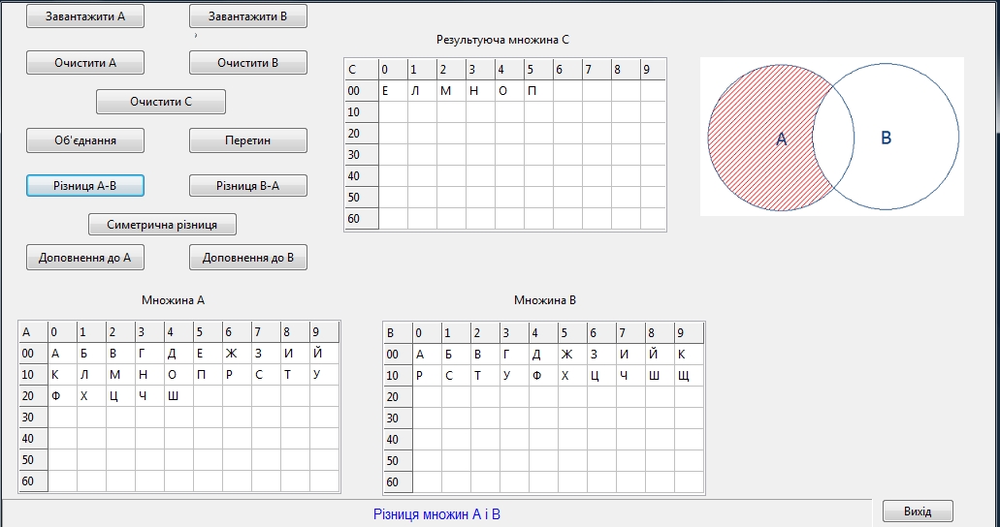 Завантажити А Завантажити В
Очистити А Очистити В
Очистити С
Об'єднання Перетин
Різниця А-В Різниця В-А
Симетрична різниця
Доповнення до А Доповнення до В
Результуюча множина С
С 0 1 2 3 4 5 6 7 8 9
00 Е Л М Н О П
10
20
30
40
50
60
А В
Множина А
А 0 1 2 3 4 5 6 7 8 9
00 А Б В Г Д Е Ж З И Й
10 К Л М Н О П Р С Т У
20 Ф Х Ц Ч Ш
30
40
50
60
Множина В
В 0 1 2 3 4 5 6 7 8 9
00 А Б В Г Д Ж З И Й К
10 Р С Т У Ф Х Ц Ч Ш Щ
20
30
40
50
60
Різниця множин А і В
Вихід